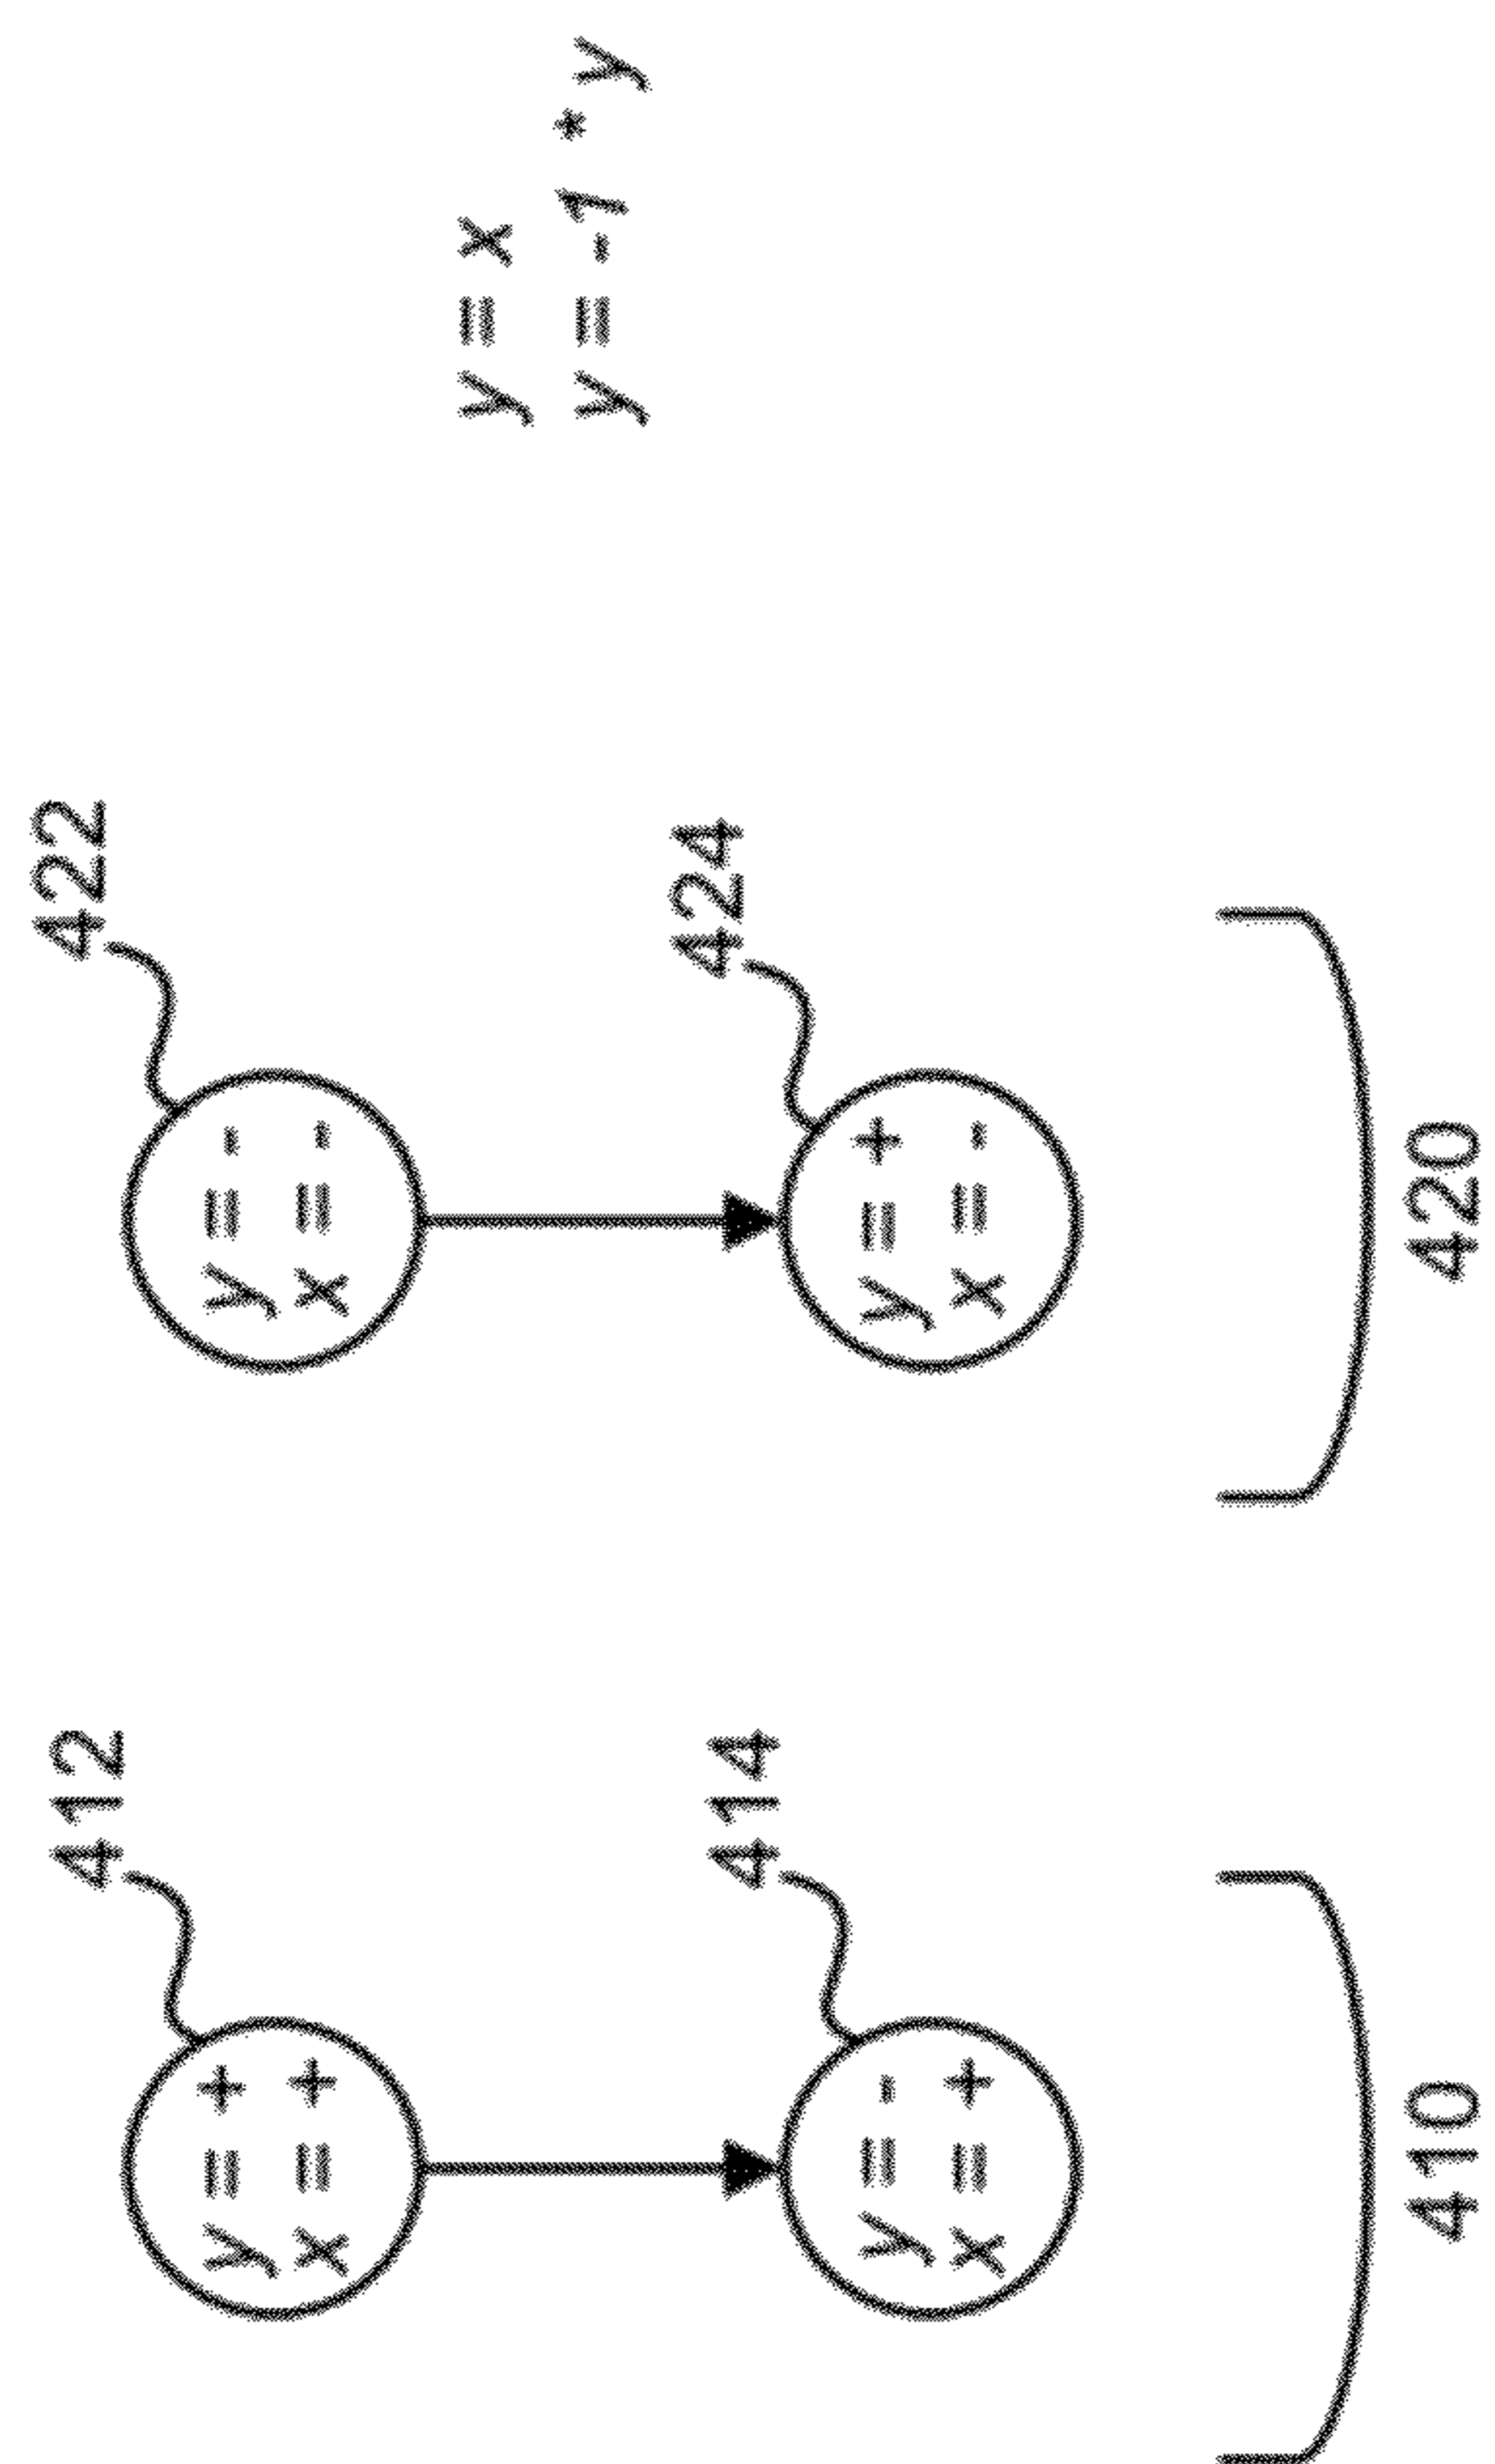 412
422
y = +
x = +
y = -
x = -
y = x
y = -1 * y
414
424
y = -
x = +
y = +
x = -
410
420